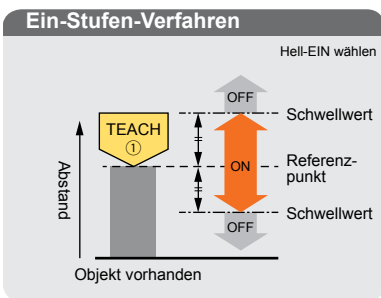 Ein-Stufen-Verfahren
Hell-EIN wählen
OFF
Schwellwert
TEACH
①
ON
Referenz-
punkt
Abstand
Schwellwert
OFF
Objekt vorhanden